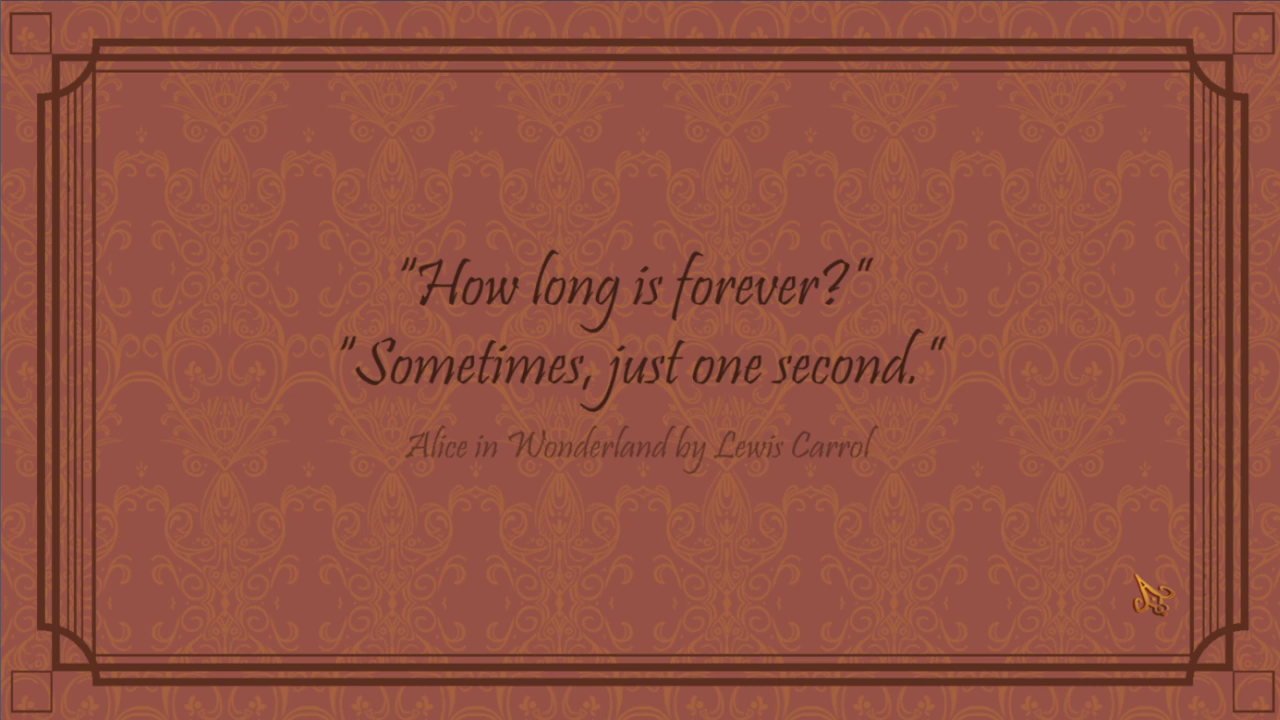 "How long is forever?"
"Sometimes, just one second."
Alice in Wonderland by Lewis Carrol